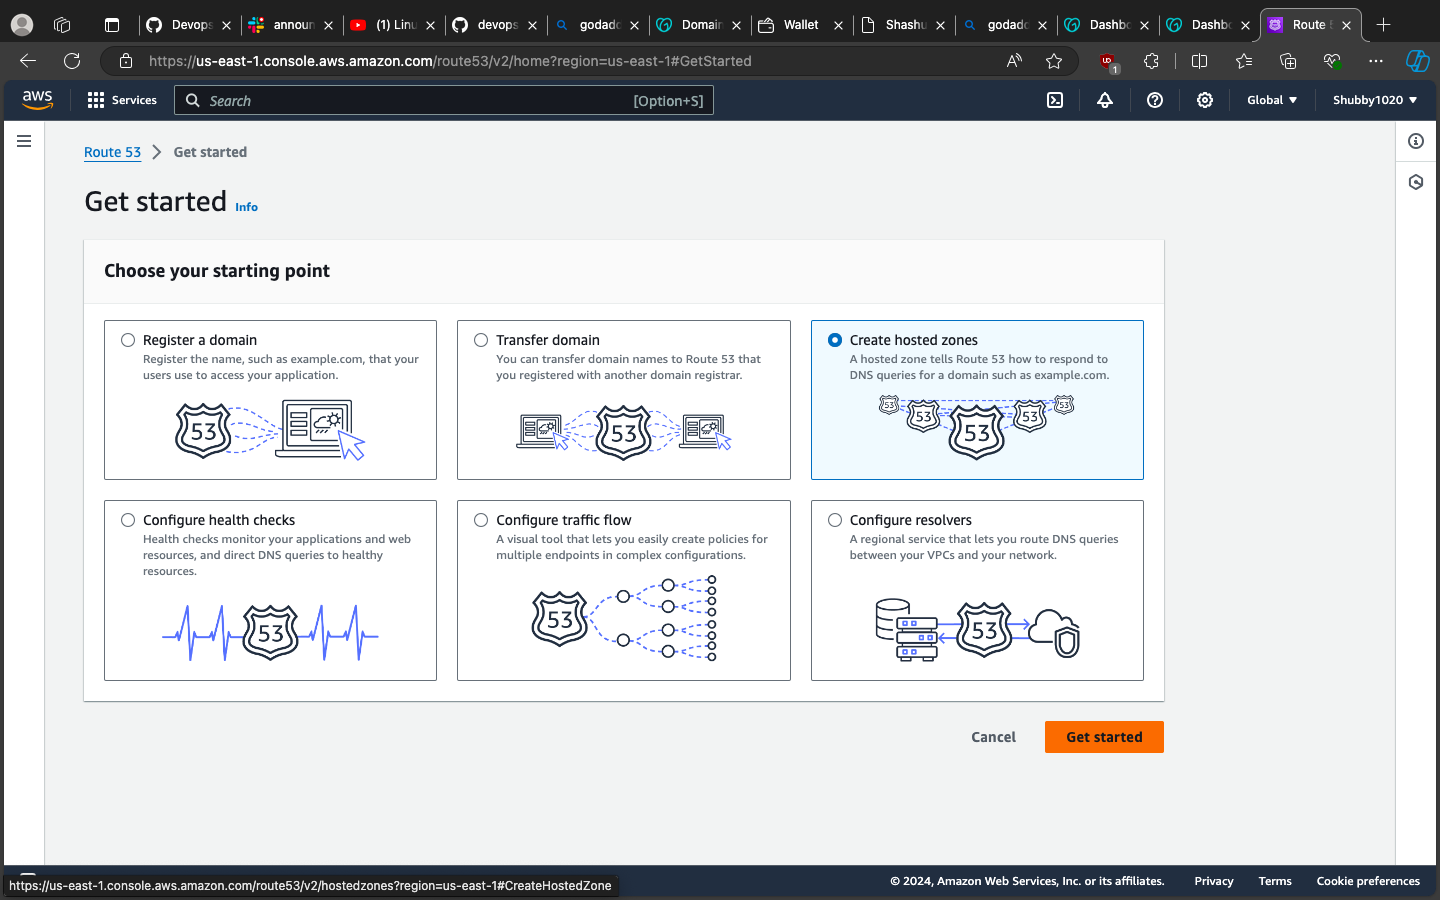 Devops
announ
(1) Linu
devops
godadd
Domain
Wallet
Shashu
godadd
Dashbo
Dashbo
Route 5
https://us-east-1.console.aws.amazon.com/route53/v2/home?region=us-east-1#GetStarted
1
aws
Services
Search
[Option+S]
Global
Shubby1020
Route 53
Get started
Get started Info
Choose your starting point
Register a domain
Register the name, such as example.com, that your
users use to access your application.
53
Transfer domain
You can transfer domain names to Route 53 that
you registered with another domain registrar.
53
Create hosted zones
A hosted zone tells Route 53 how to respond to
DNS queries for a domain such as example.com.
53 53 53 53 53
Configure health checks
Health checks monitor your applications and web
resources, and direct DNS queries to healthy
resources.
53
Configure traffic flow
A visual tool that lets you easily create policies for
multiple endpoints in complex configurations.
53
Configure resolvers
A regional service that lets you route DNS queries
between your VPCs and your network.
53
Cancel
Get started
https://us-east-1.console.aws.amazon.com/route53/v2/hostedzones?region=us-east-1#CreateHostedZone
© 2024, Amazon Web Services, Inc. or its affiliates.
Privacy
Terms
Cookie preferences